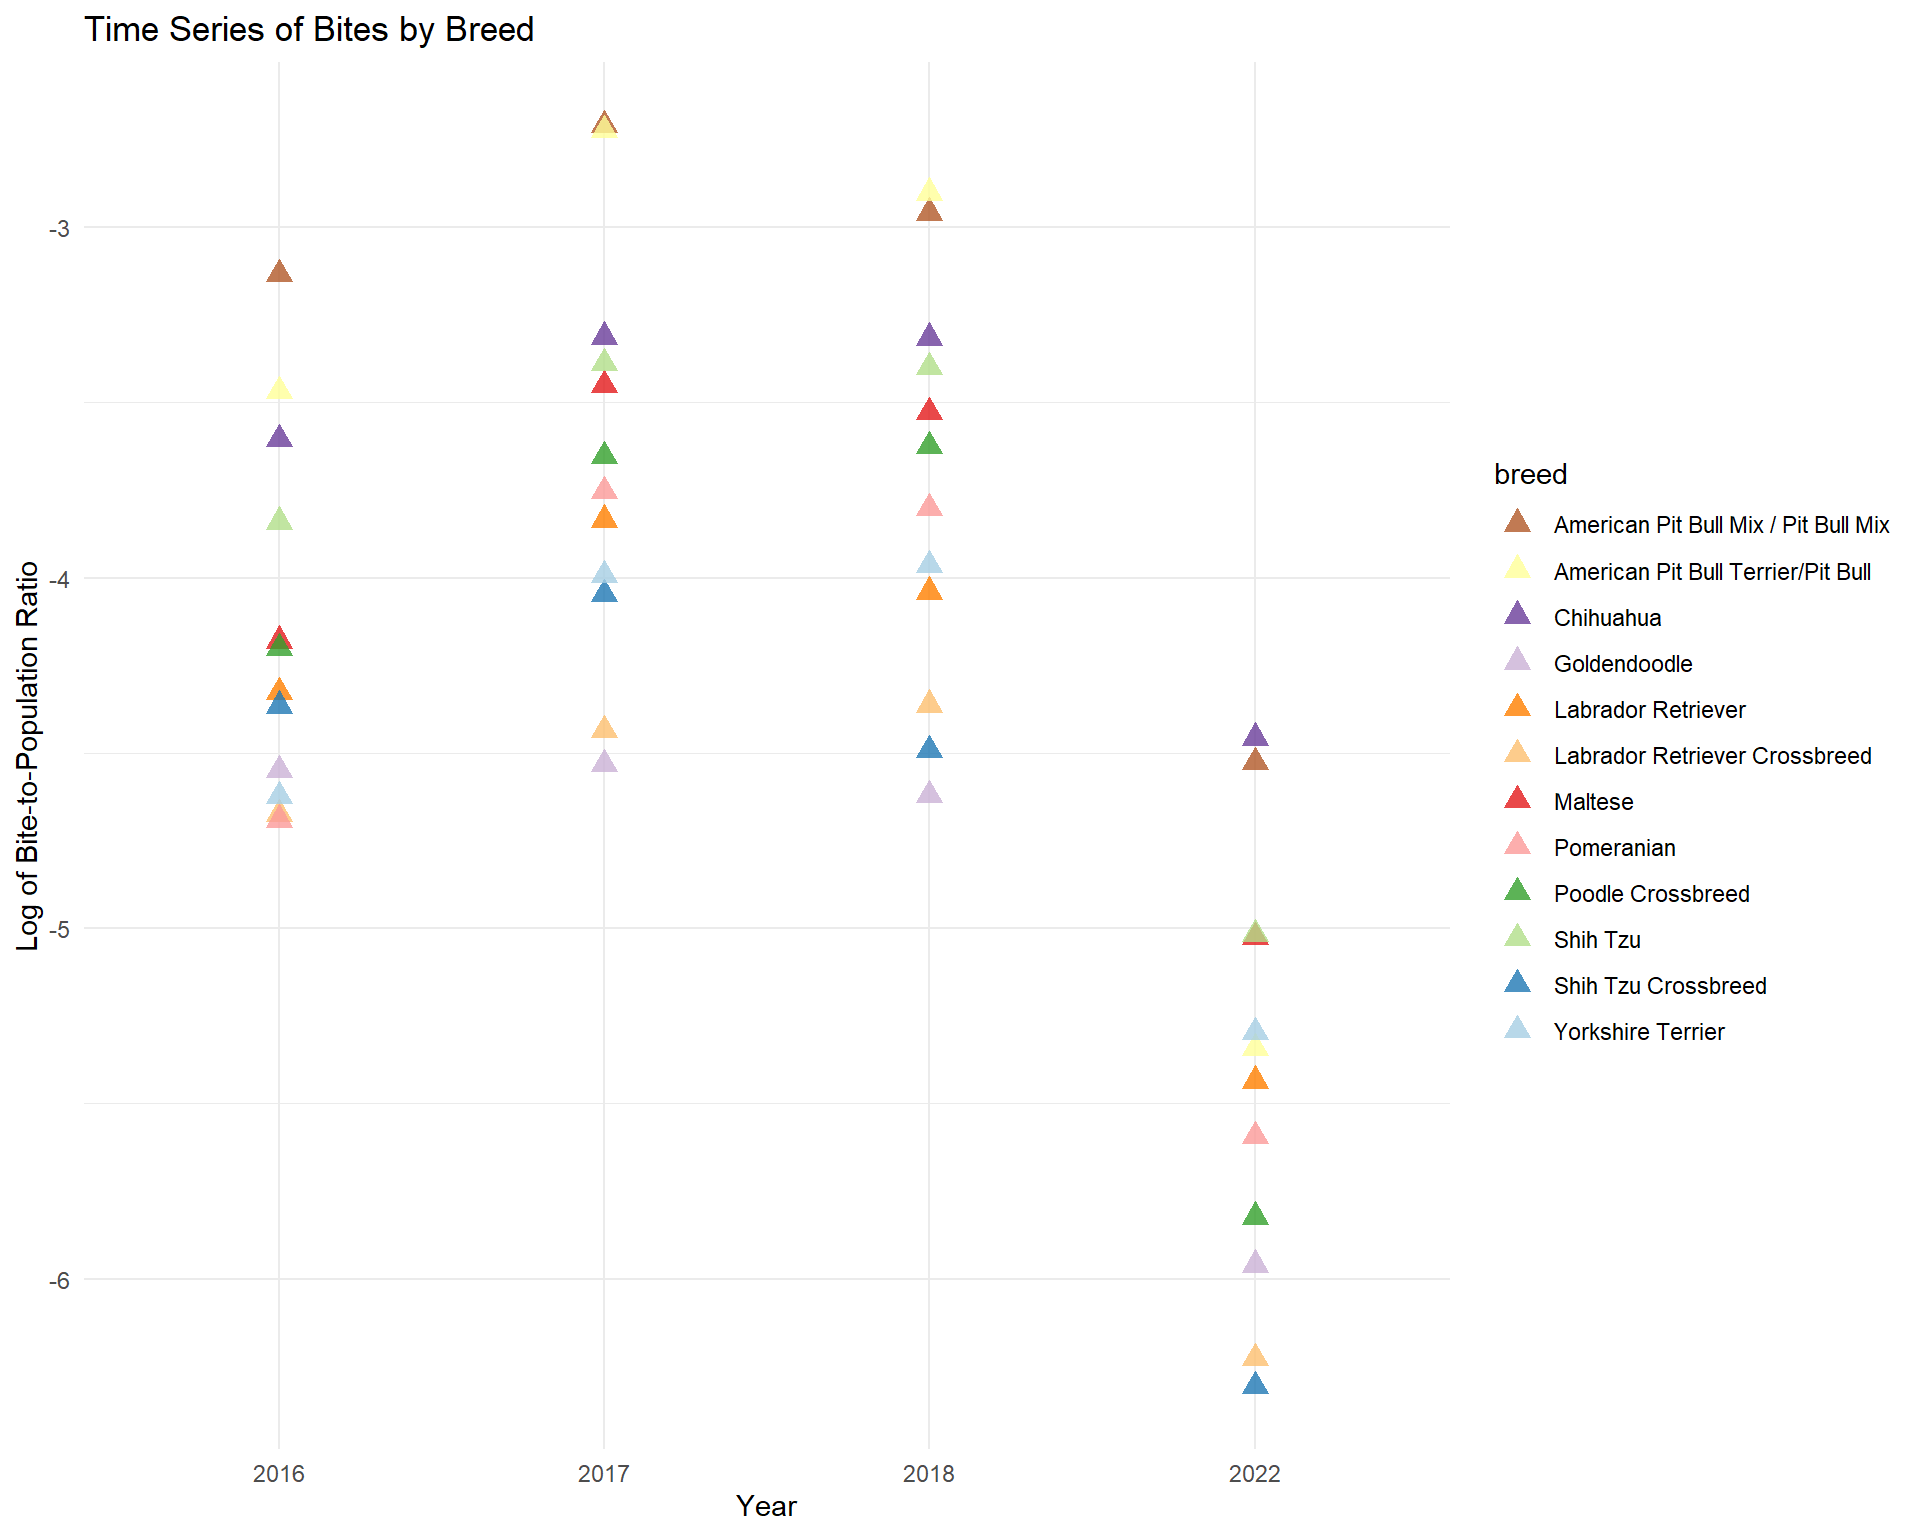 Time Series of Bites by Breed
Log of Bite-to-Population Ratio
-3
-4
-5
-6
2016
2017
2018
2022
Year
breed
American Pit Bull Mix / Pit Bull Mix
American Pit Bull Terrier/Pit Bull
Chihuahua
Goldendoodle
Labrador Retriever
Labrador Retriever Crossbreed
Maltese
Pomeranian
Poodle Crossbreed
Shih Tzu
Shih Tzu Crossbreed
Yorkshire Terrier